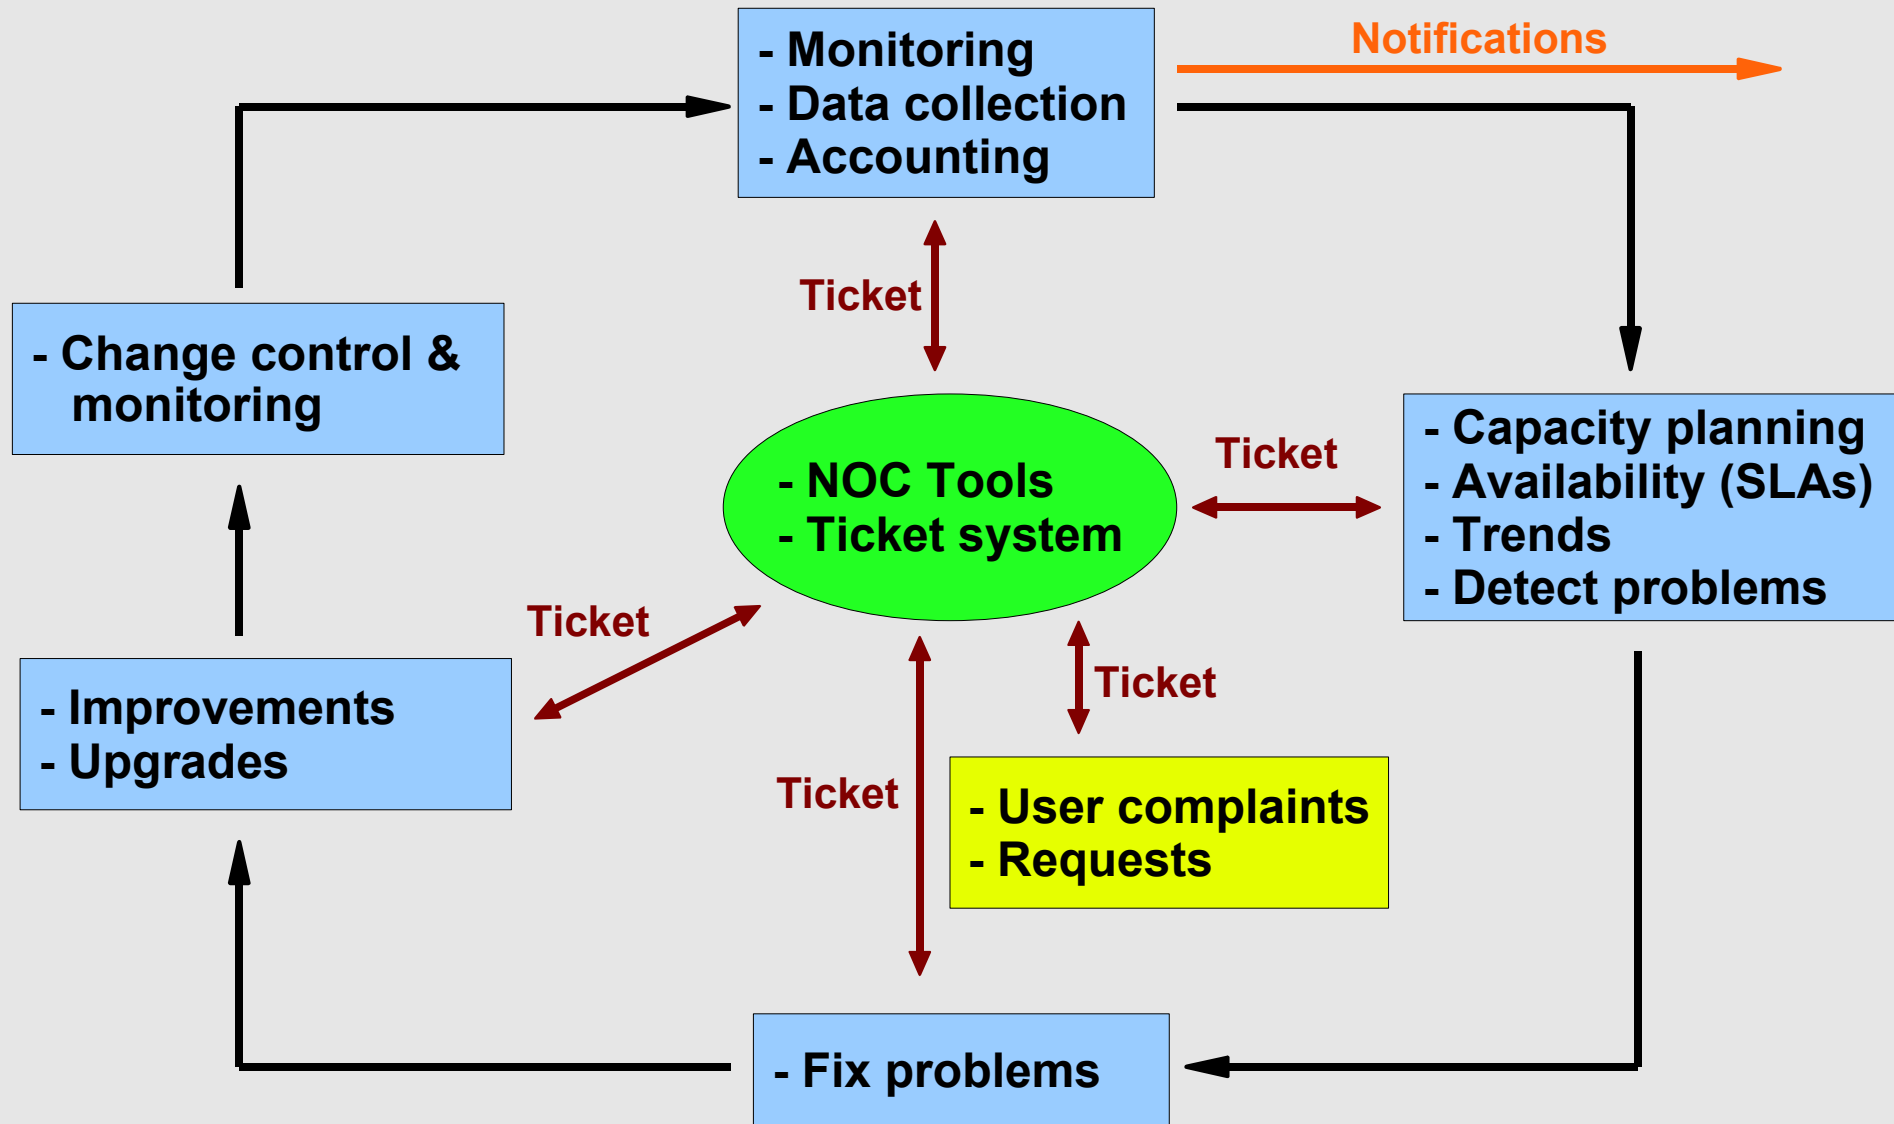 - Monitoring
- Data collection
- Accounting
Notifications
Ticket
- Change control &
monitoring
- NOC Tools
- Ticket system
Ticket
- Capacity planning
- Availability (SLAs)
- Trends
- Detect problems
Ticket
Ticket
- Improvements
- Upgrades
Ticket
- User complaints
- Requests
- Fix problems